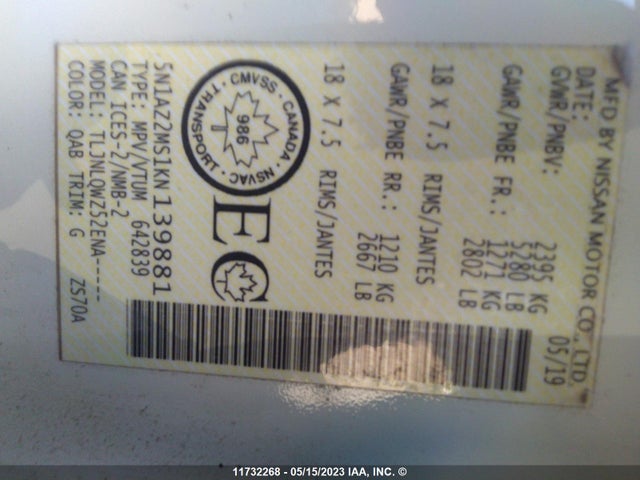 MFD BY NISSAN MOTOR CO., LTD.
DATE: 05/19
GVWR/PNBV: 2395 KG
5280 LB
GAWR/PNBE FR.: 1271 KG
2802 LB
18 X 7.5 RIMS/JANTES
GAWR/PNBE RR.: 1210 KG
2667 LB
18 X 7.5 RIMS/JANTES
CMVSS · CANADA · NSVAC · TRANSPORT ·
986
EC
5N1AZ2MS1KN139881
TYPE: MPV/VTUM 642839
CAN ICES-2/NMB-2
MODEL: TLJNLQWZ52ENA-----
COLOR: QAB TRIM: G ZS70A
11732268 - 05/15/2023 IAA, INC. ©